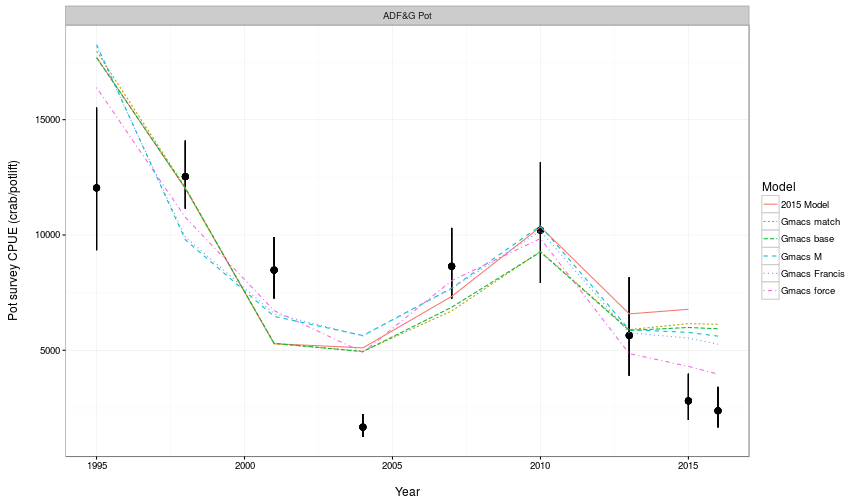 ADF&G Pot
Pot survey CPUE (crab/potlift)
15000
10000
5000
1995
2000
2005
2010
2015
Year
Model
2015 Model
Gmacs match
Gmacs base
Gmacs M
Gmacs Francis
Gmacs force